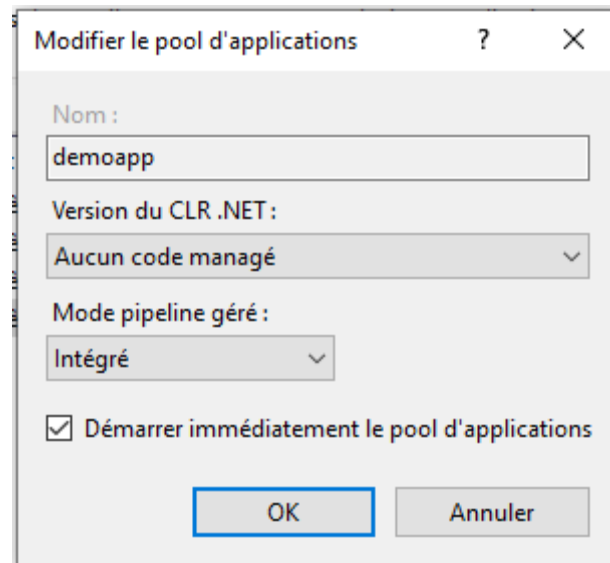 Modifier le pool d'applications ?
Nom :
demoapp
Version du CLR .NET :
Aucun code managé
Mode pipeline géré :
Intégré
Démarrer immédiatement le pool d'applications
OK Annuler